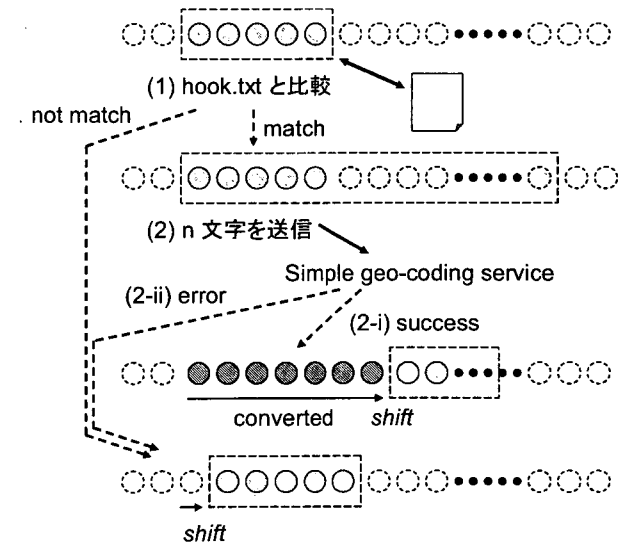 (1) hook.txt と比較
not match
match
(2) n 文字を送信
Simple geo-coding service
(2-ii) error
(2-i) success
converted
shift
shift